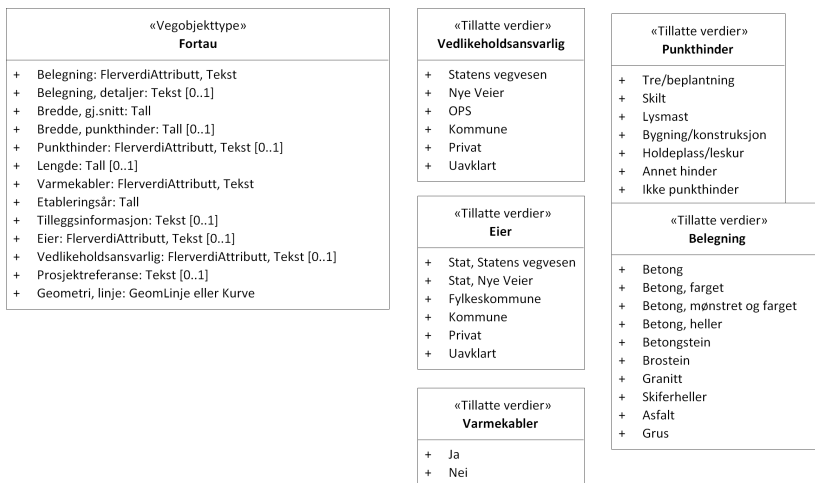 «Vegobjekttype»
Fortau
+ Belegning: FlerverdiAttributt, Tekst
+ Belegning, detaljer: Tekst [0..1]
+ Bredde, gj.snitt: Tall
+ Bredde, punkthinder: Tall [0..1]
+ Punkthinder: FlerverdiAttributt, Tekst [0..1]
+ Lengde: Tall [0..1]
+ Varmekabler: FlerverdiAttributt, Tekst
+ Etableringsår: Tall
+ Tilleggsinformasjon: Tekst [0..1]
+ Eier: FlerverdiAttributt, Tekst [0..1]
+ Vedlikeholdsansvarlig: FlerverdiAttributt, Tekst [0..1]
+ Prosjektreferanse: Tekst [0..1]
+ Geometri, linje: GeomLinje eller Kurve
«Tillatte verdier»
Vedlikeholdsansvarlig
+ Statens vegvesen
+ Nye Veier
+ OPS
+ Kommune
+ Privat
+ Uavklart
«Tillatte verdier»
Eier
+ Stat, Statens vegvesen
+ Stat, Nye Veier
+ Fylkeskommune
+ Kommune
+ Privat
+ Uavklart
«Tillatte verdier»
Varmekabler
+ Ja
+ Nei
«Tillatte verdier»
Punkthinder
+ Tre/beplantning
+ Skilt
+ Lysmast
+ Bygning/konstruksjon
+ Holdeplass/leskur
+ Annet hinder
+ Ikke punkthinder
«Tillatte verdier»
Belegning
+ Betong
+ Betong, farget
+ Betong, mønstret og farget
+ Betong, heller
+ Betongstein
+ Brostein
+ Granitt
+ Skiferheller
+ Asfalt
+ Grus